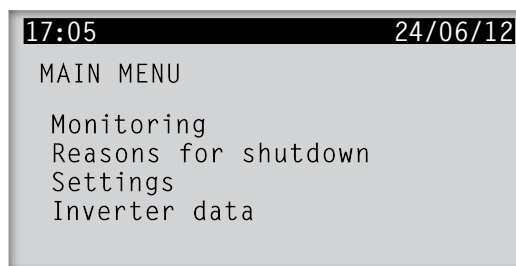 17:05 24/06/12
MAIN MENU
Monitoring
Reasons for shutdown
Settings
Inverter data